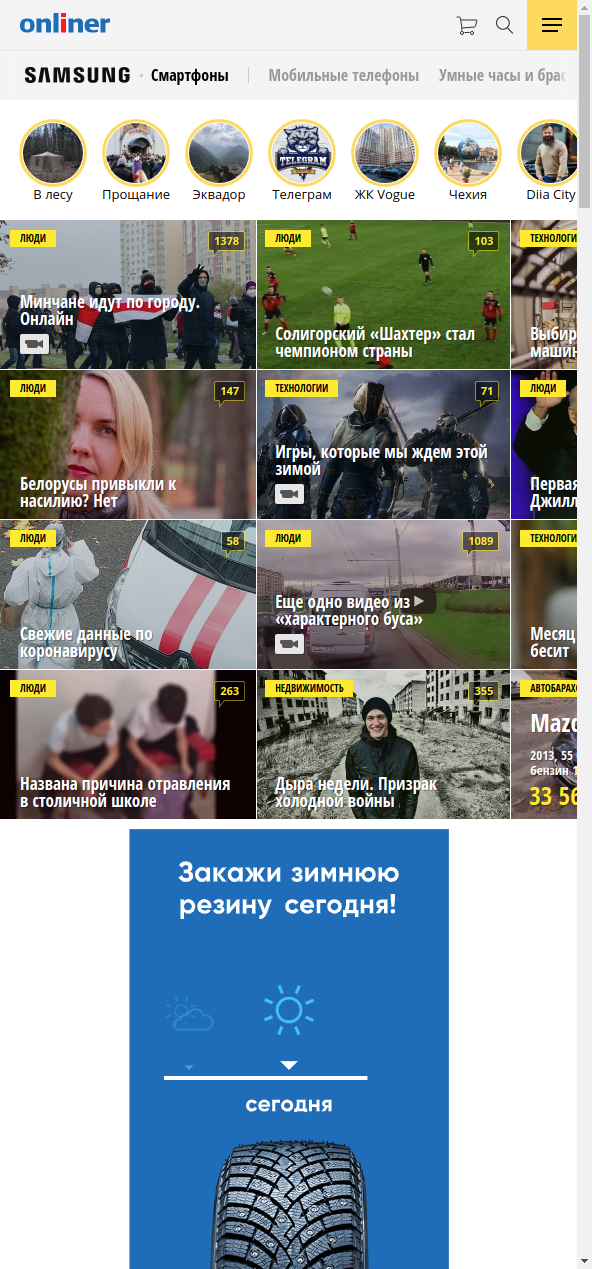 onliner
SAMSUNG Смартфоны Мобильные телефоны Умные часы и брас
В лесу Прощание Эквадор Телеграм ЖК Vogue Чехия Diia City
TELEGRAM
ЛЮДИ 1378
Минчане идут по городу.
Онлайн
ЛЮДИ 103
Солигорский «Шахтер» стал
чемпионом страны
ТЕХНОЛОГИ
Выбир
машин
ЛЮДИ 147
Белорусы привыкли к
насилию? Нет
ТЕХНОЛОГИИ 71
Игры, которые мы ждем этой
зимой
ЛЮДИ
Первая
Джилл
ЛЮДИ 58
Свежие данные по
коронавирусу
ЛЮДИ 1089
Еще одно видео из
«характерного буса»
ТЕХНОЛОГИ
Месяц
бесит
ЛЮДИ 263
Названа причина отравления
в столичной школе
НЕДВИЖИМОСТЬ 355
Дыра недели. Призрак
холодной войны
АВТОБАРАХО
Mazd
2013, 55
бензин 1
33 56
Закажи зимнюю
резину сегодня!
сегодня